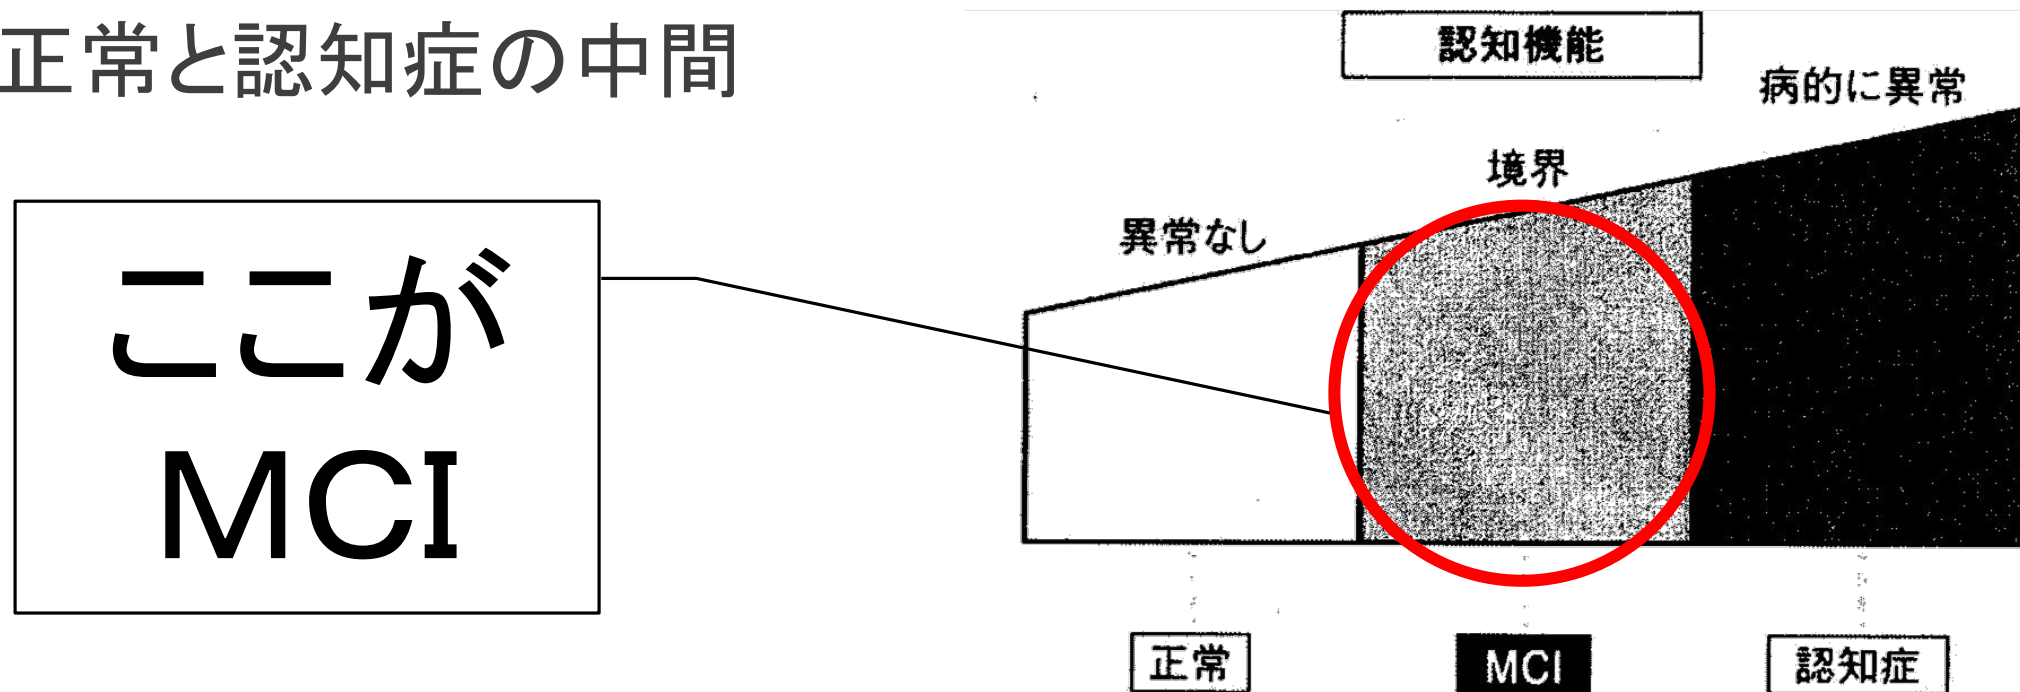 正常と認知症の中間
ここが
MCI
認知機能
病的に異常
境界
異常なし
正常
MCI
認知症